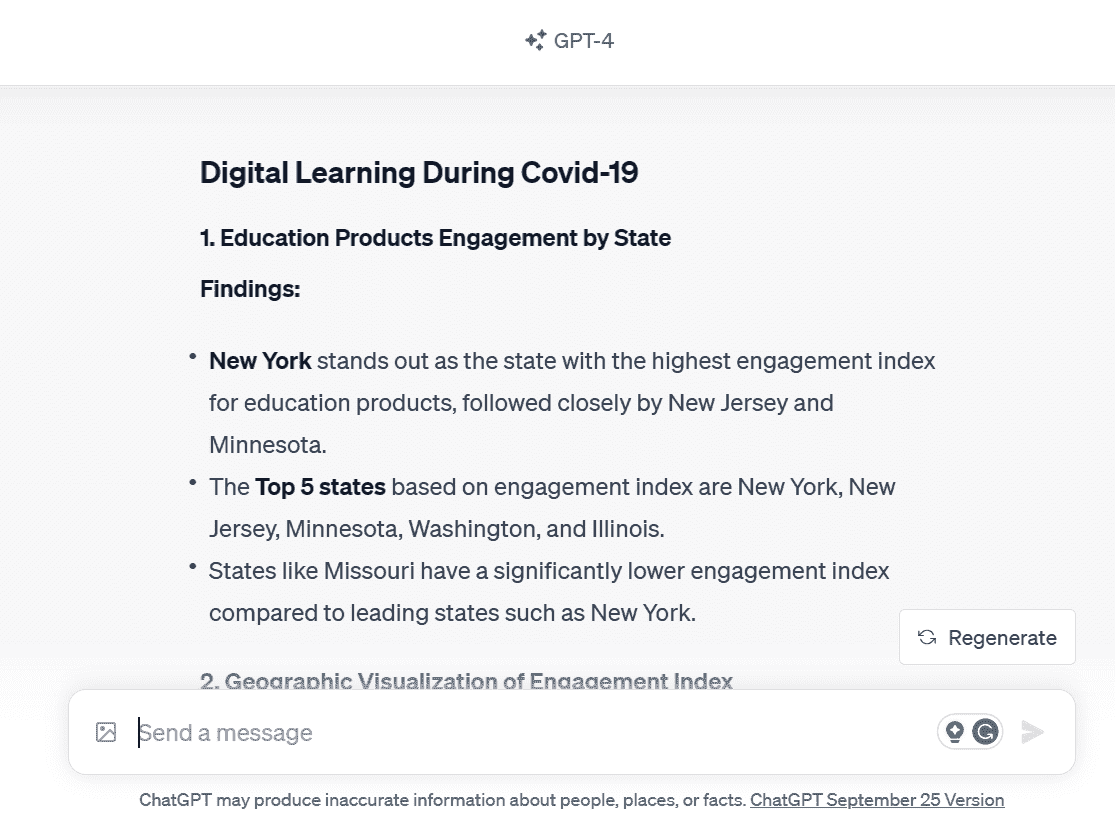 GPT-4
Digital Learning During Covid-19
1. Education Products Engagement by State
Findings:
• New York stands out as the state with the highest engagement index
for education products, followed closely by New Jersey and
Minnesota.
• The Top 5 states based on engagement index are New York, New
Jersey, Minnesota, Washington, and Illinois.
• States like Missouri have a significantly lower engagement index
compared to leading states such as New York.
Regenerate
2. Geographic Visualization of Engagement Index
Send a message
ChatGPT may produce inaccurate information about people, places, or facts. ChatGPT September 25 Version